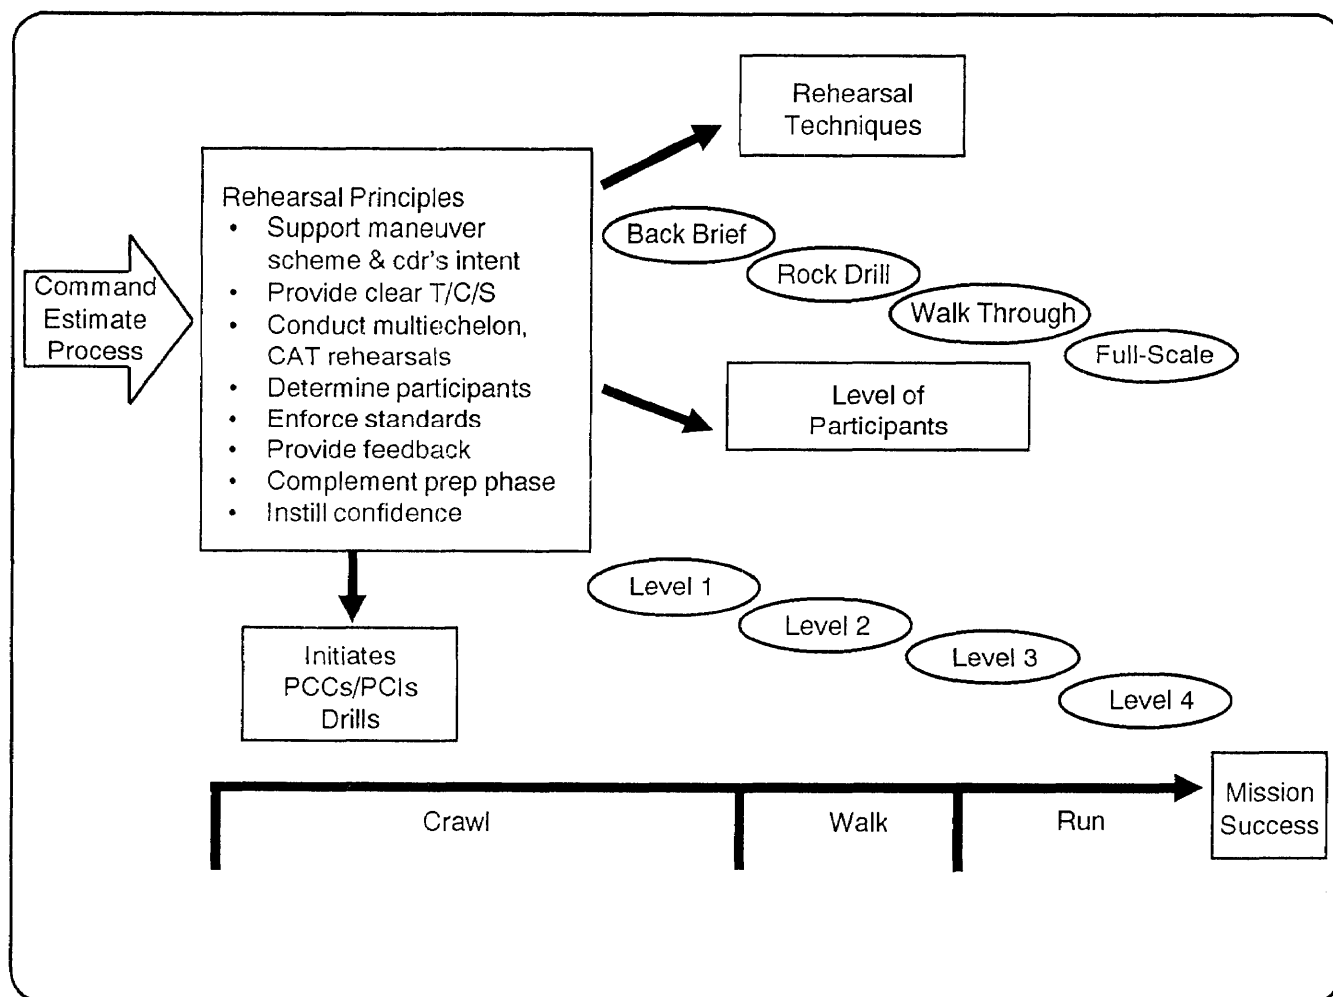 Command
Estimate
Process
Rehearsal Principles
• Support maneuver
scheme & cdr's intent
• Provide clear T/C/S
• Conduct multiechelon,
CAT rehearsals
• Determine participants
• Enforce standards
• Provide feedback
• Complement prep phase
• Instill confidence
Rehearsal
Techniques
Back Brief
Rock Drill
Walk Through
Full-Scale
Level of
Participants
Level 1
Level 2
Level 3
Level 4
Initiates
PCCs/PCIs
Drills
Crawl
Walk
Run
Mission
Success